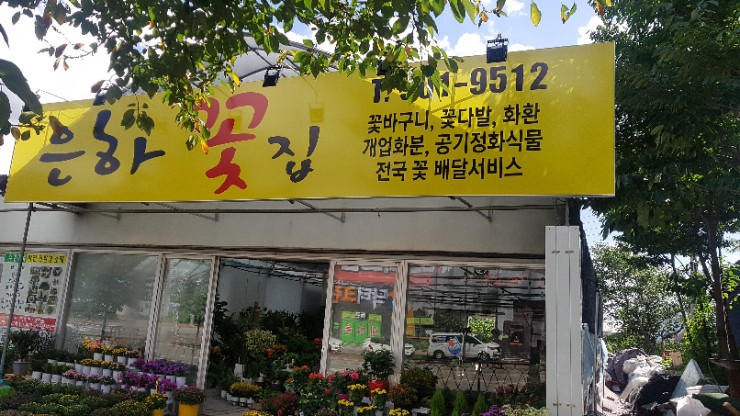 은하 꽃집
9512
꽃바구니, 꽃다발, 화환
개업화분, 공기정화식물
전국 꽃 배달서비스